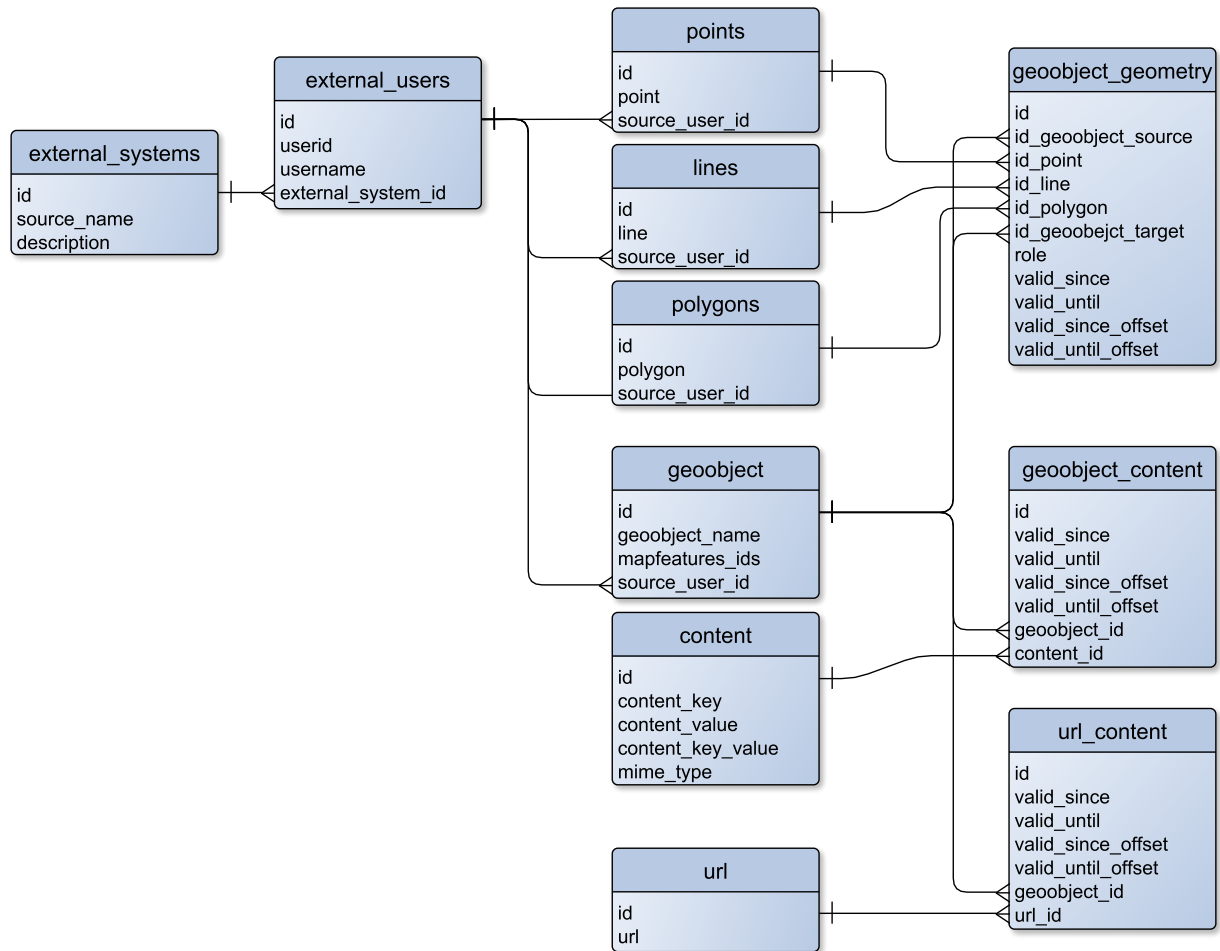 external_systems
id
source_name
description
external_users
id
userid
username
external_system_id
points
id
point
source_user_id
lines
id
line
source_user_id
polygons
id
polygon
source_user_id
geoobject
id
geoobject_name
mapfeatures_ids
source_user_id
content
id
content_key
content_value
content_key_value
mime_type
url
id
url
geoobject_geometry
id
id_geoobject_source
id_point
id_line
id_polygon
id_geoobejct_target
role
valid_since
valid_until
valid_since_offset
valid_until_offset
geoobject_content
id
valid_since
valid_until
valid_since_offset
valid_until_offset
geoobject_id
content_id
url_content
id
valid_since
valid_until
valid_since_offset
valid_until_offset
geoobject_id
url_id